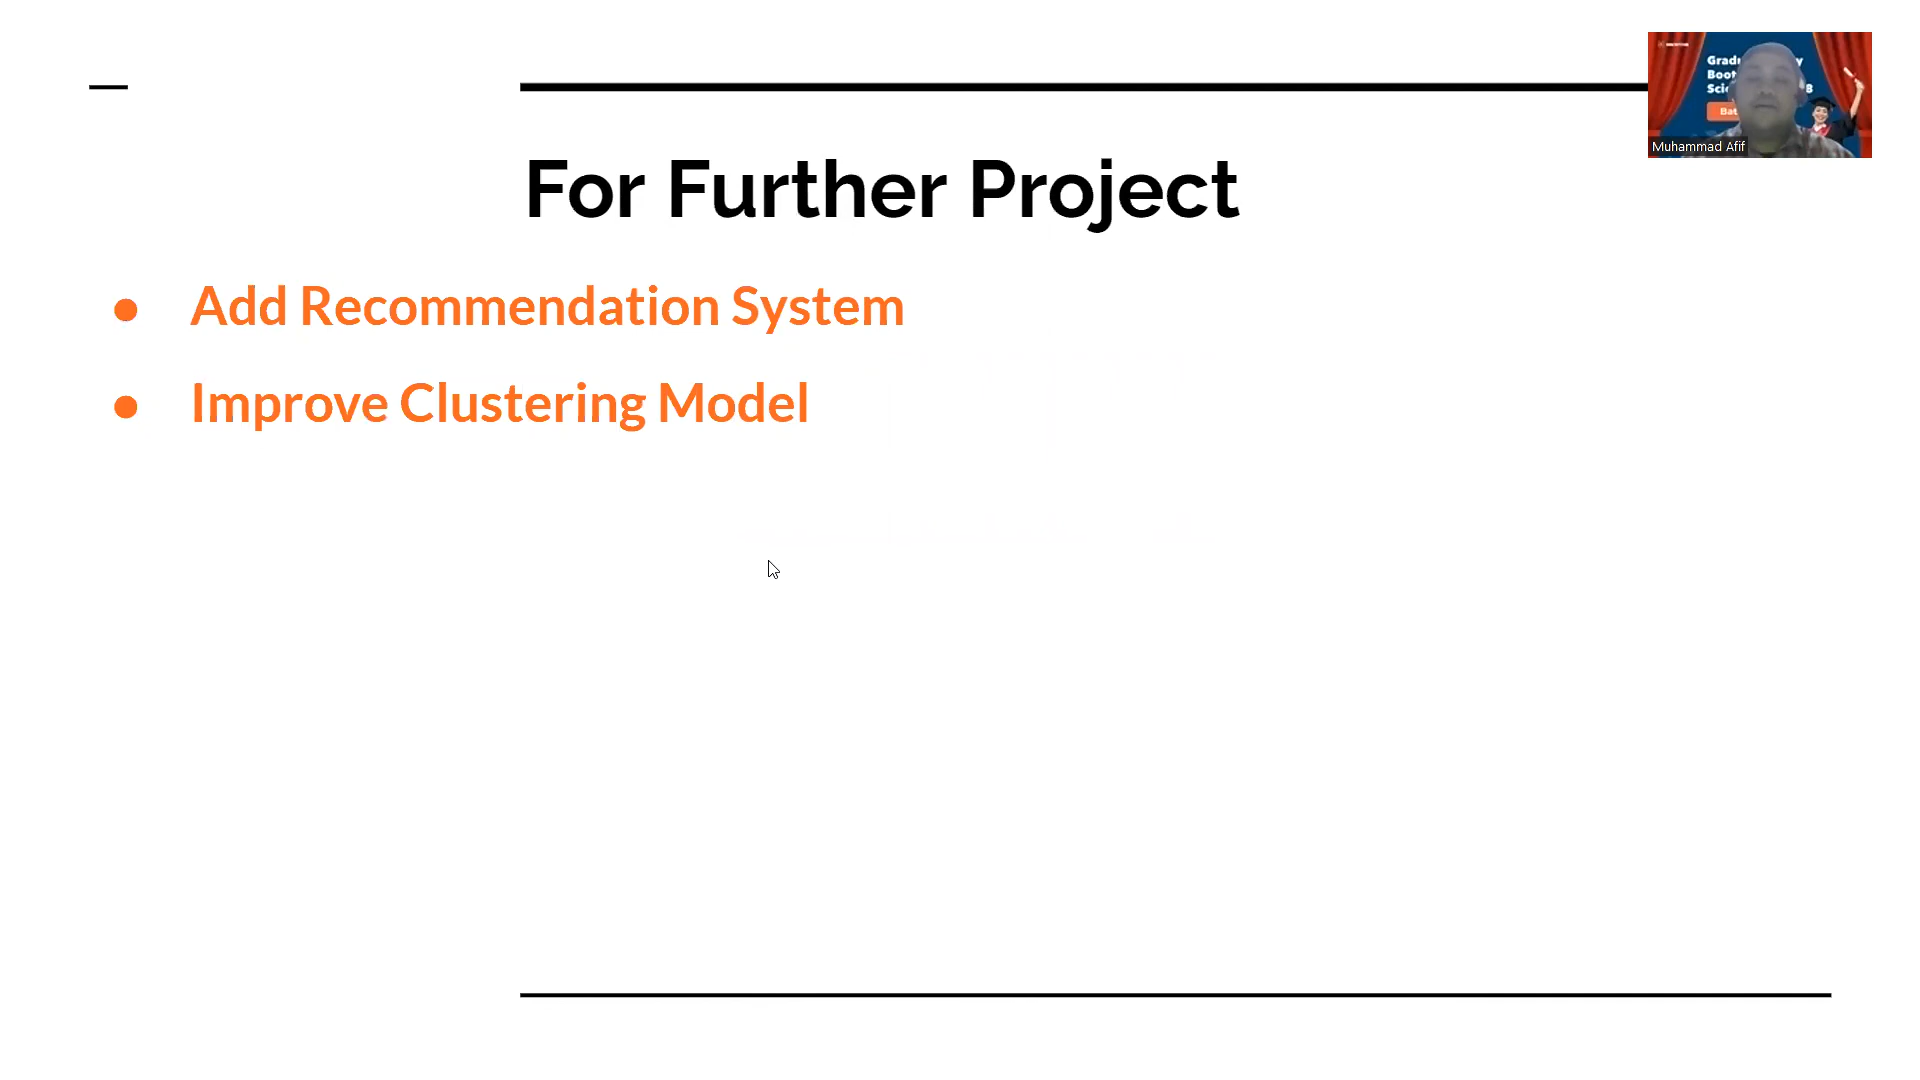 For Further Project
● Add Recommendation System
● Improve Clustering Model
Muhammad Afif